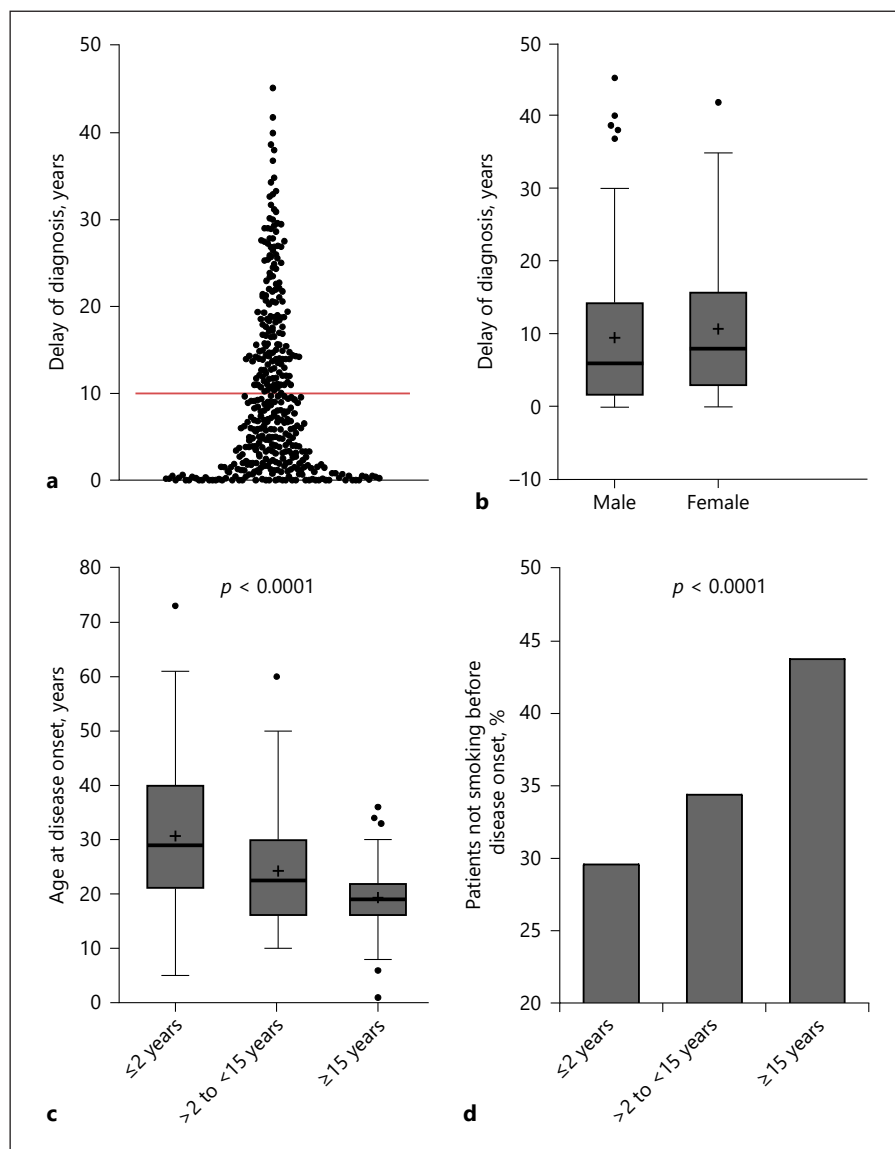 50
40
30
20
10
0
Delay of diagnosis, years
a
50
40
30
20
10
0
–10
Delay of diagnosis, years
Male Female
b
80
70
60
50
40
30
20
10
0
Age at disease onset, years
p < 0.0001
≤2 years
>2 to <15 years
≥15 years
c
50
45
40
35
30
25
20
Patients not smoking before
disease onset, %
p < 0.0001
≤2 years
>2 to <15 years
≥15 years
d